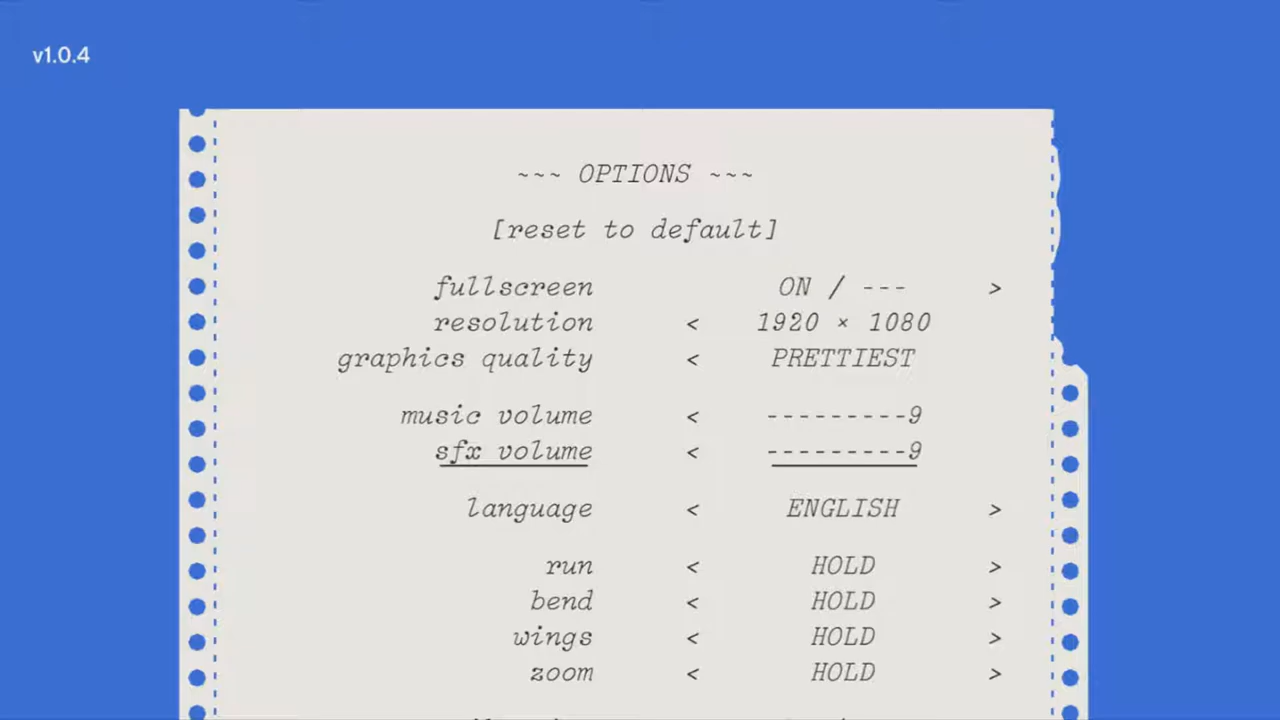 v1.0.4
~~~ OPTIONS ~~~
[reset to default]
fullscreen ON / --- >
resolution < 1920 × 1080
graphics quality < PRETTIEST
music volume < ---------9
sfx volume < ---------9
language < ENGLISH >
run < HOLD >
bend < HOLD >
wings < HOLD >
zoom < HOLD >